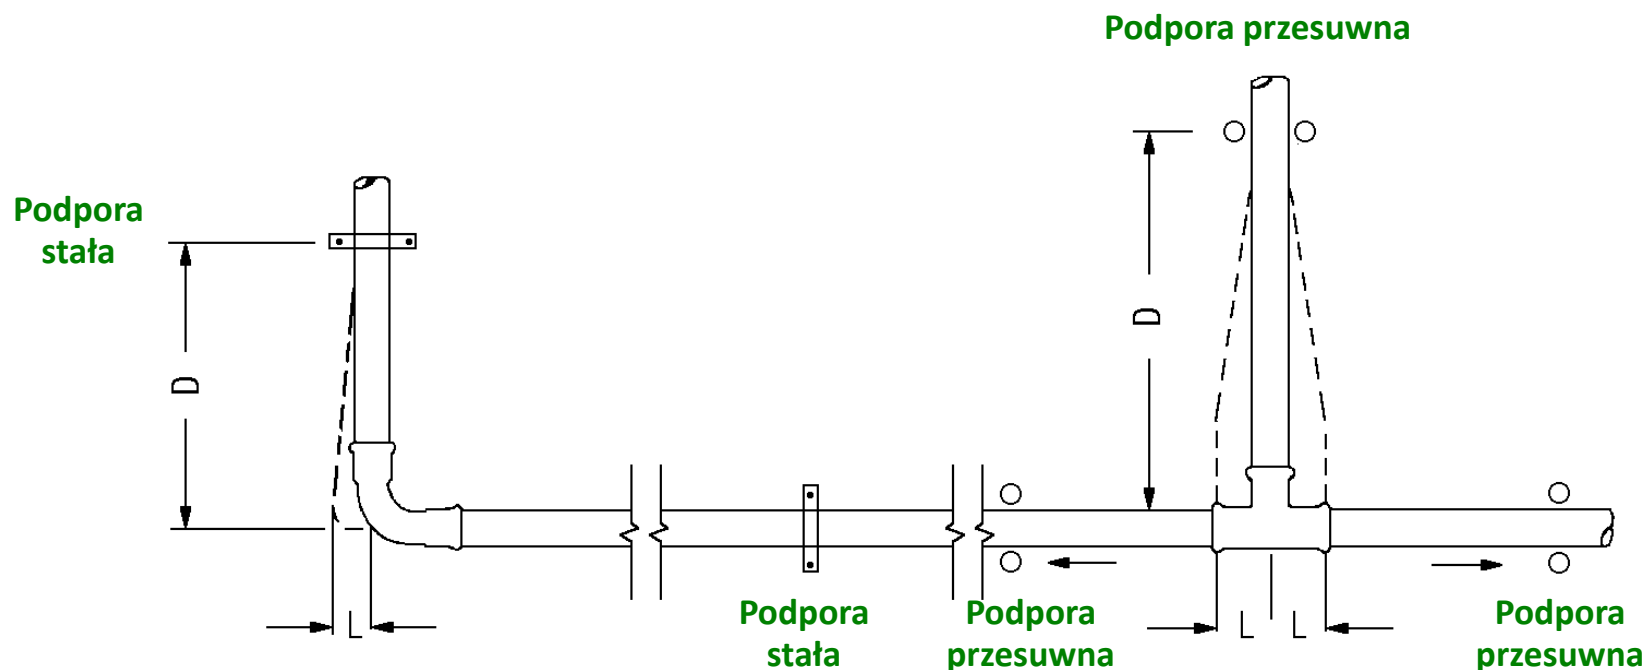 Podpora przesuwna
Podpora
stała
D
D
L
L
L
Podpora
stała
Podpora
przesuwna
Podpora
przesuwna